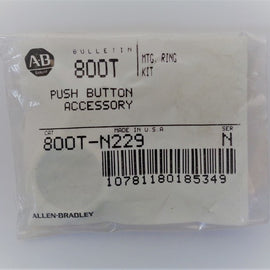 AB
BULLETIN
800T
MTG. RING
KIT
PUSH BUTTON
ACCESSORY
CAT
MADE IN U.S.A
SER
800T-N229
N
10781180185349
ALLEN-BRADLEY